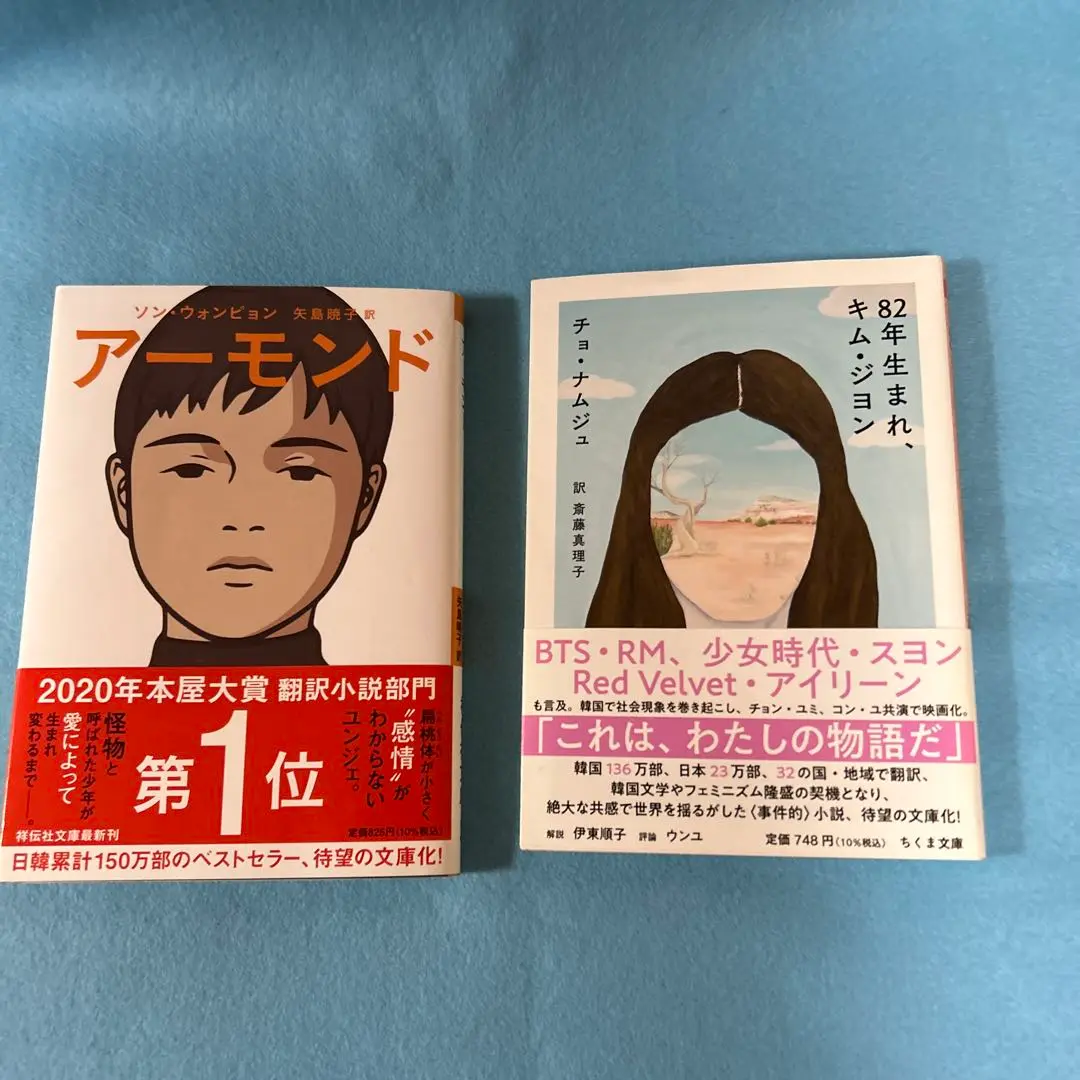 ソン・ウォンピョン 矢島暁子 訳
アーモンド
2020年本屋大賞 翻訳小説部門
第1位
扁桃体が小さく
“感情”が
わからない
ユンジェ。
怪物と
呼ばれた少年が
愛によって
生まれ
変わるまで――。
祥伝社文庫最新刊
定価826円(10%税込)
日韓累計150万部のベストセラー、待望の文庫化!
82年生まれ、
キム・ジヨン
チョ・ナムジュ
訳 斎藤真理子
BTS・RM、少女時代・スヨン
Red Velvet・アイリーン
も言及。韓国で社会現象を巻き起こし、チョン・ユミ、コン・ユ共演で映画化。
「これは、わたしの物語だ」
韓国136万部、日本23万部、32の国・地域で翻訳、
韓国文学やフェミニズム隆盛の契機となり、
絶大な共感で世界を揺るがした〈事件的〉小説、待望の文庫化!
解説 伊東順子 評論 ウンユ
定価748円(10%税込) ちくま文庫